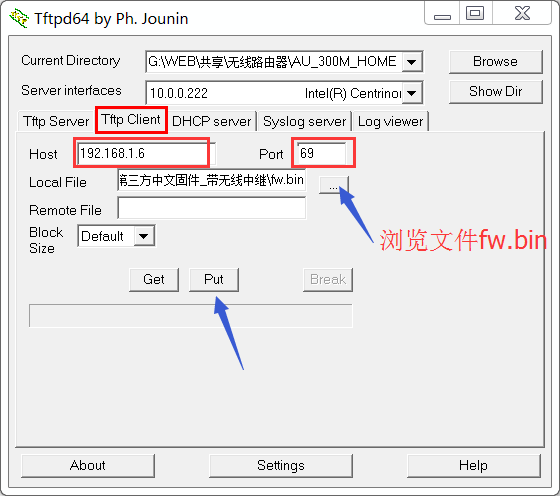 Tftpd64 by Ph. Jounin
Current Directory G:\WEB\共享\无线路由器\AU_300M_HOME Browse
Server interfaces 10.0.0.222 Intel(R) Centrino Show Dir
Tftp Server Tftp Client DHCP server Syslog server Log viewer
Host 192.168.1.6 Port 69
Local File 第三方中文固件_带无线中继\fw.bin ...
Remote File
浏览文件fw.bin
Block
Size Default
Get Put Break
About Settings Help